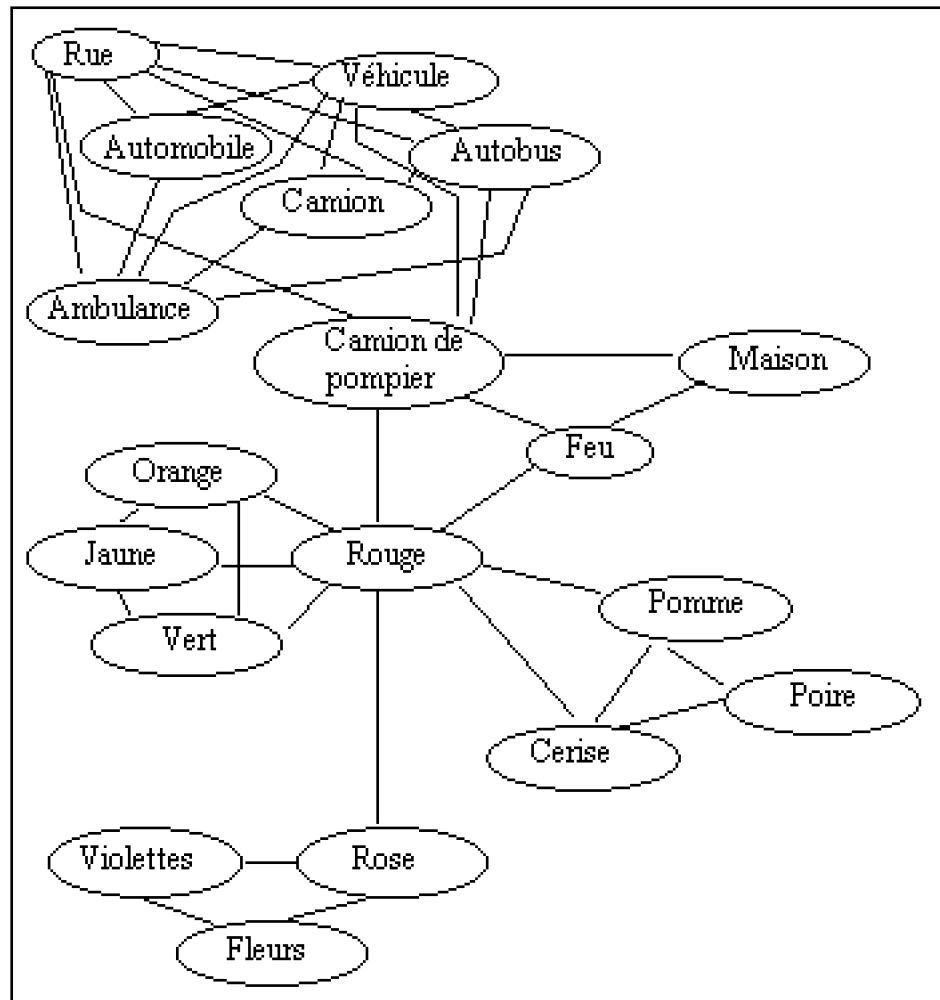 Rue
Véhicule
Automobile
Autobus
Camion
Ambulance
Camion de
pompier
Maison
Feu
Orange
Jaune
Rouge
Vert
Pomme
Poire
Cerise
Violettes
Rose
Fleurs